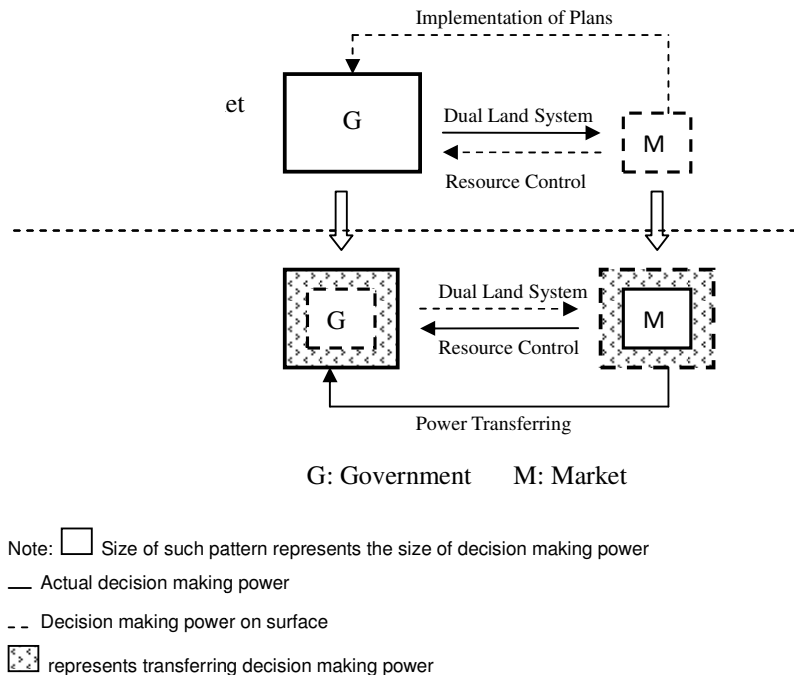 Implementation of Plans
et
G
Dual Land System
M
Resource Control
G
Dual Land System
M
Resource Control
Power Transferring
G: Government M: Market
Note: Size of such pattern represents the size of decision making power
Actual decision making power
Decision making power on surface
represents transferring decision making power